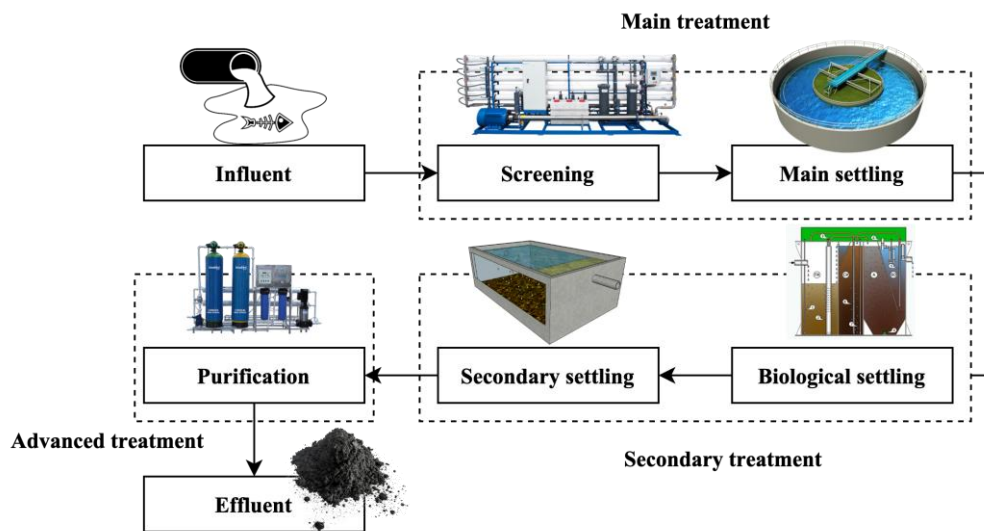 Main treatment
Influent
Screening
Main settling
Purification
Secondary settling
Biological settling
Advanced treatment
Secondary treatment
Effluent